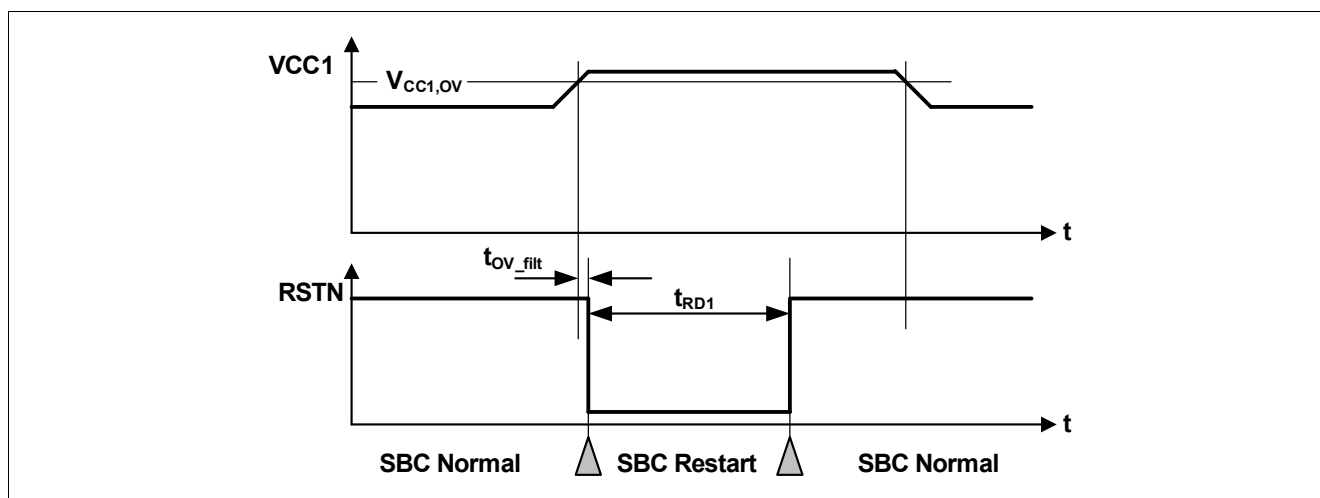 VCC1
VCC1,OV
t
tOV_filt
RSTN
tRD1
t
SBC Normal
SBC Restart
SBC Normal